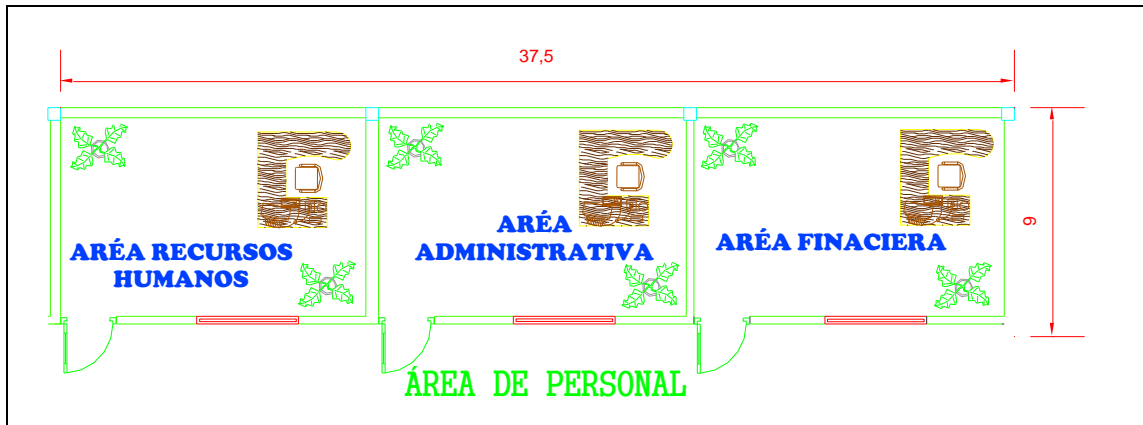 37,5
9
ARÉA RECURSOS
HUMANOS
ARÉA
ADMINISTRATIVA
ARÉA FINACIERA
ÁREA DE PERSONAL